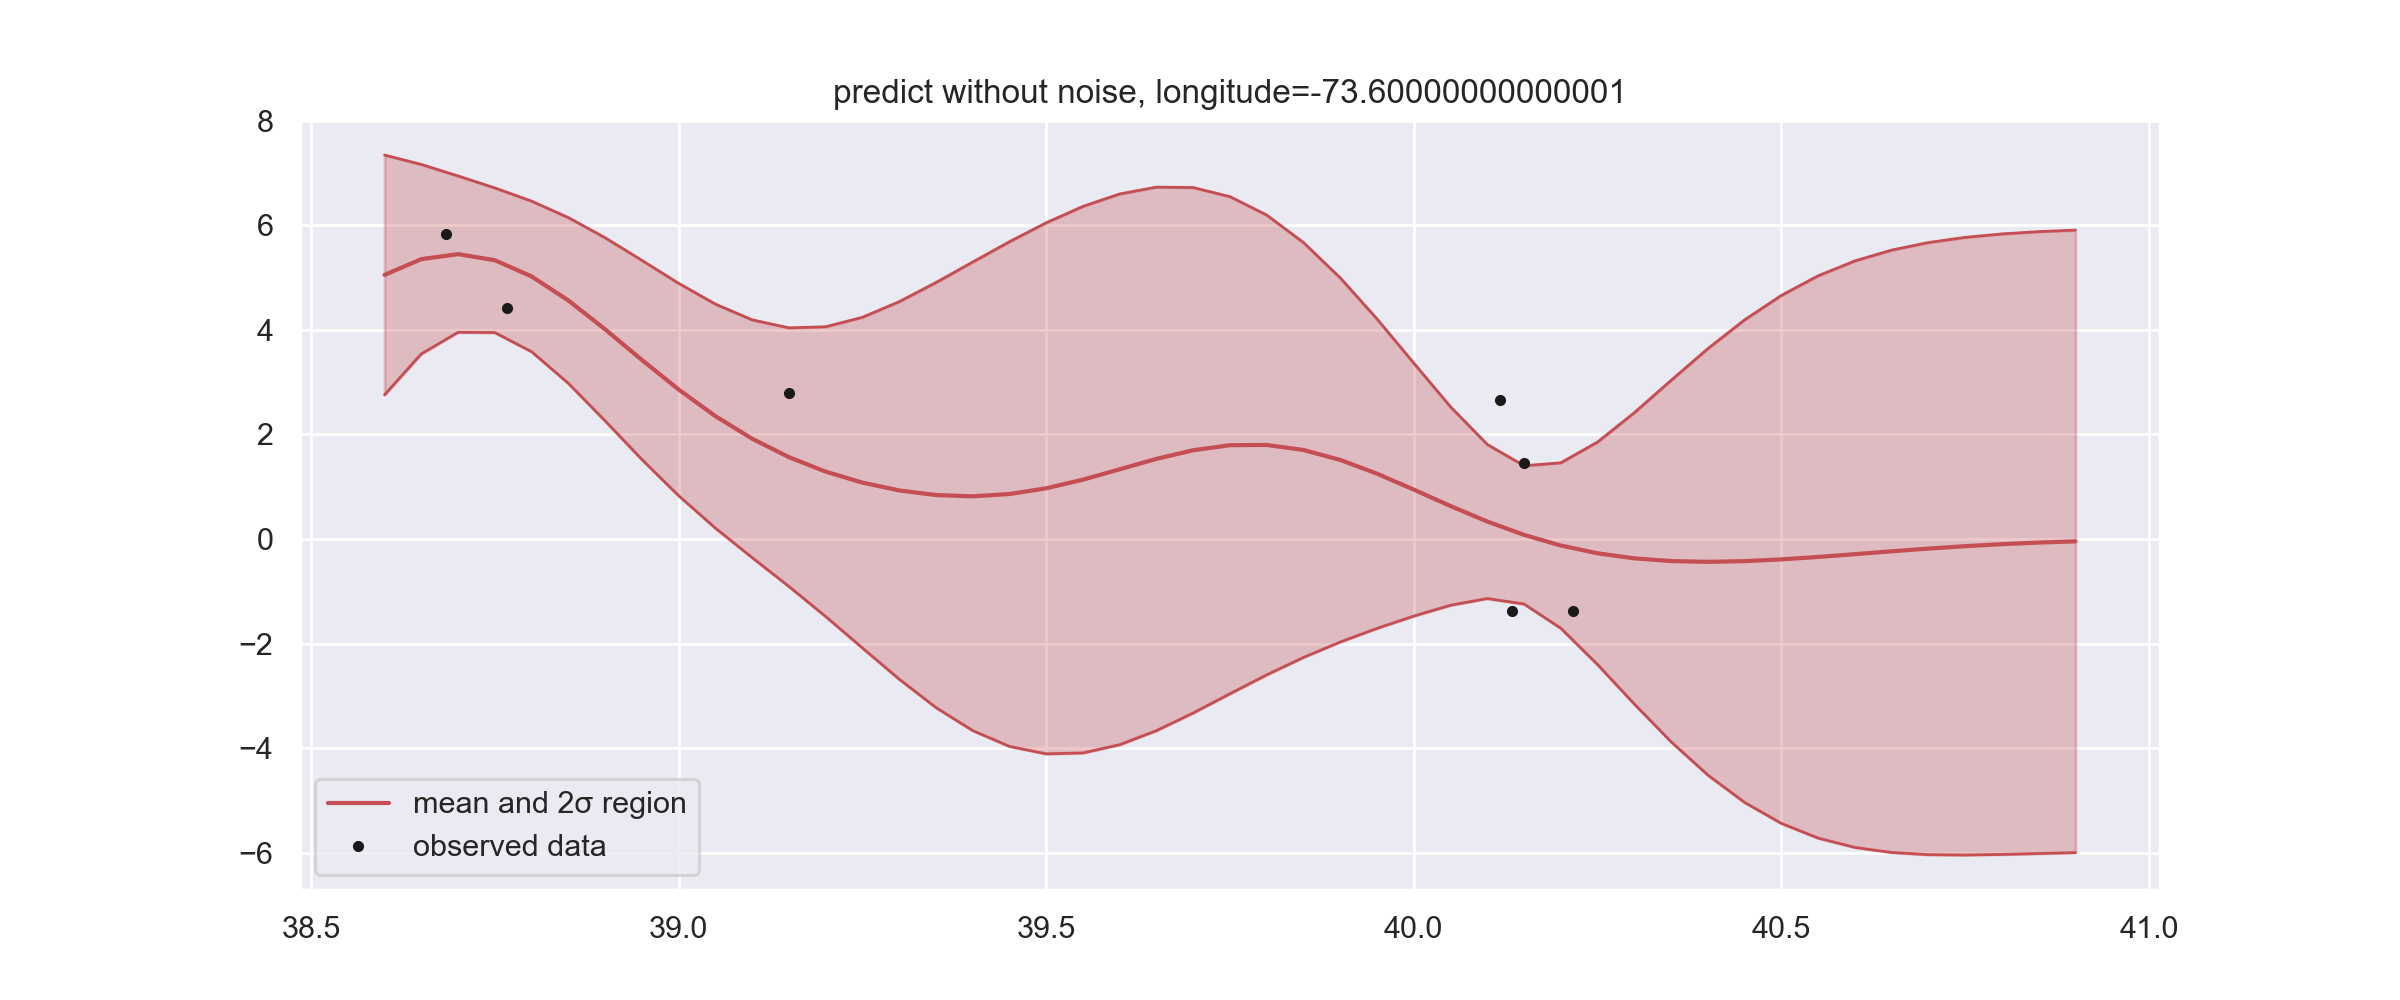 predict without noise, longitude=-73.60000000000001
8
6
4
2
0
−2
−4
−6
mean and 2σ region
observed data
38.5 39.0 39.5 40.0 40.5 41.0